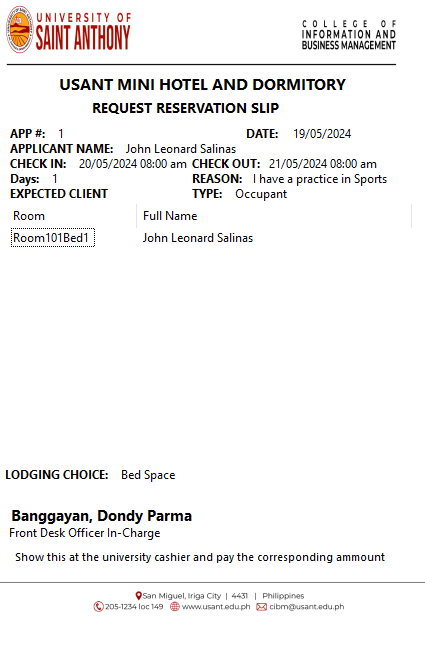 UNIVERSITY OF
SAINT ANTHONY
COLLEGE OF
INFORMATION AND
BUSINESS MANAGEMENT
USANT MINI HOTEL AND DORMITORY
REQUEST RESERVATION SLIP
APP #: 1 DATE: 19/05/2024
APPLICANT NAME: John Leonard Salinas
CHECK IN: 20/05/2024 08:00 am CHECK OUT: 21/05/2024 08:00 am
Days: 1 REASON: I have a practice in Sports
EXPECTED CLIENT TYPE: Occupant
Room Full Name
Room101Bed1 John Leonard Salinas
LODGING CHOICE: Bed Space
Banggayan, Dondy Parma
Front Desk Officer In-Charge
Show this at the university cashier and pay the corresponding ammount
San Miguel, Iriga City | 4431 | Philippines
205-1234 loc 149 www.usant.edu.ph cibm@usant.edu.ph